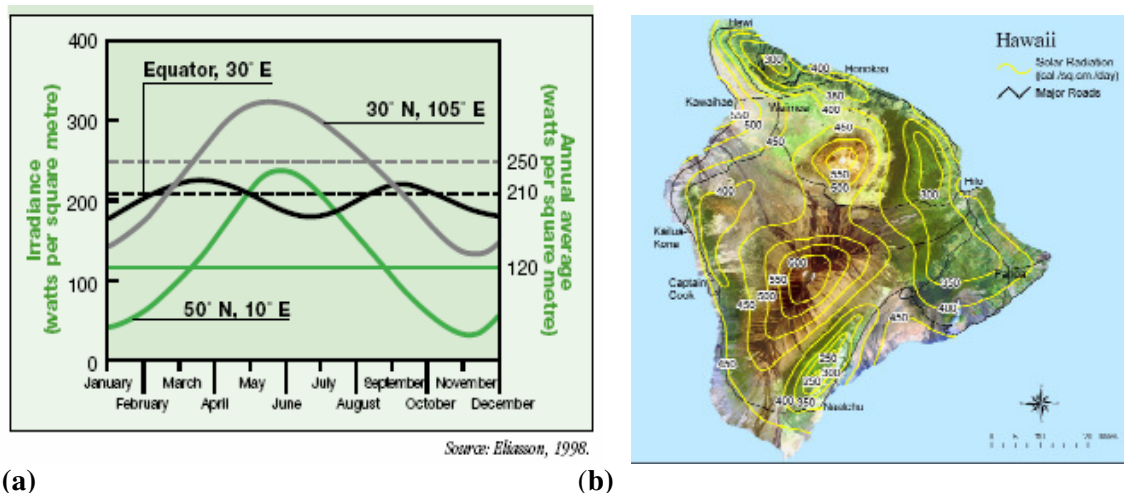 400
300
200
100
0
Irradiance
(watts per square metre)
Equator, 30° E
30° N, 105° E
50° N, 10° E
250
210
120
Annual average
(watts per square metre)
January
March
May
July
September
November
February
April
June
August
October
December
Source: Eliasson, 1998.
(a)
Hawaii
Solar Radiation
(cal./sq.cm./day)
Major Roads
Hawi
Honokaa
Kawaihae
Waimea
Hilo
Kailua-
Kona
Captain
Cook
Naalehu
300
400
350
400
550
500
450
450
550
500
300
400
600
550
500
450
350
400
450
450
250
300
250
400
350
(b)